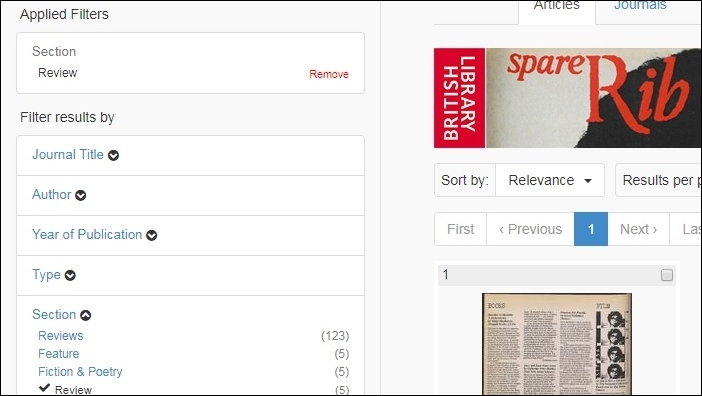 Applied Filters
Section
Review
Remove
Filter results by
Journal Title
Author
Year of Publication
Type
Section
Reviews (123)
Feature (5)
Fiction & Poetry (5)
Review (5)
Articles Journals
LIBRARY
BRITISH
spare Rib
Sort by: Relevance Results per
First ‹ Previous 1 Next ›
1
BOOKS FILM